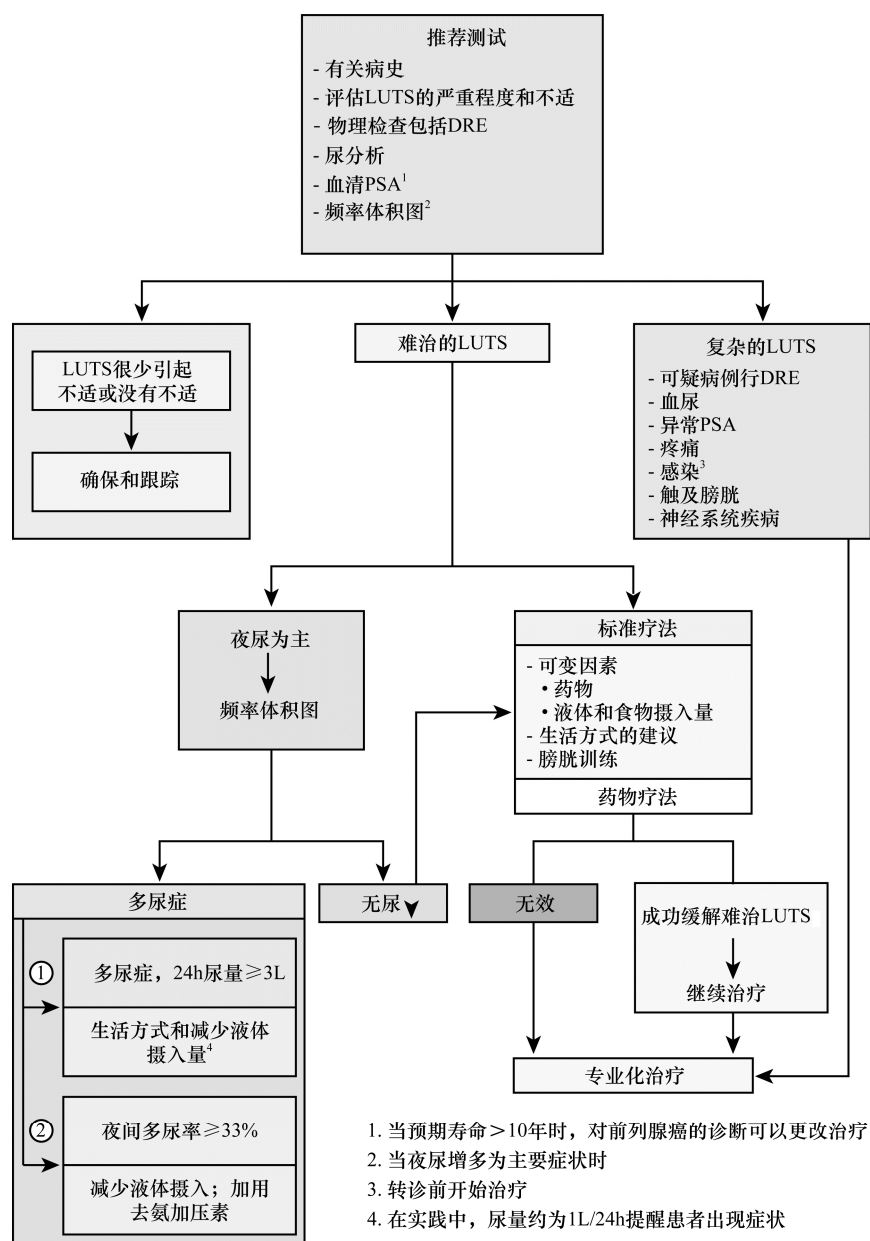 推荐测试
- 有关病史
- 评估LUTS的严重程度和不适
- 物理检查包括DRE
- 尿分析
- 血清PSA¹
- 频率体积图²
LUTS很少引起
不适或没有不适
确保和跟踪
难治的LUTS
复杂的LUTS
- 可疑病例行DRE
- 血尿
- 异常PSA
- 疼痛
- 感染³
- 触及膀胱
- 神经系统疾病
夜尿为主
频率体积图
标准疗法
- 可变因素
• 药物
• 液体和食物摄入量
- 生活方式的建议
- 膀胱训练
药物疗法
多尿症
① 多尿症，24h尿量≥3L
生活方式和减少液体
摄入量⁴
② 夜间多尿率≥33%
减少液体摄入；加用
去氨加压素
无尿
无效
成功缓解难治LUTS
继续治疗
专业化治疗
1. 当预期寿命＞10年时，对前列腺癌的诊断可以更改治疗
2. 当夜尿增多为主要症状时
3. 转诊前开始治疗
4. 在实践中，尿量约为1L/24h提醒患者出现症状